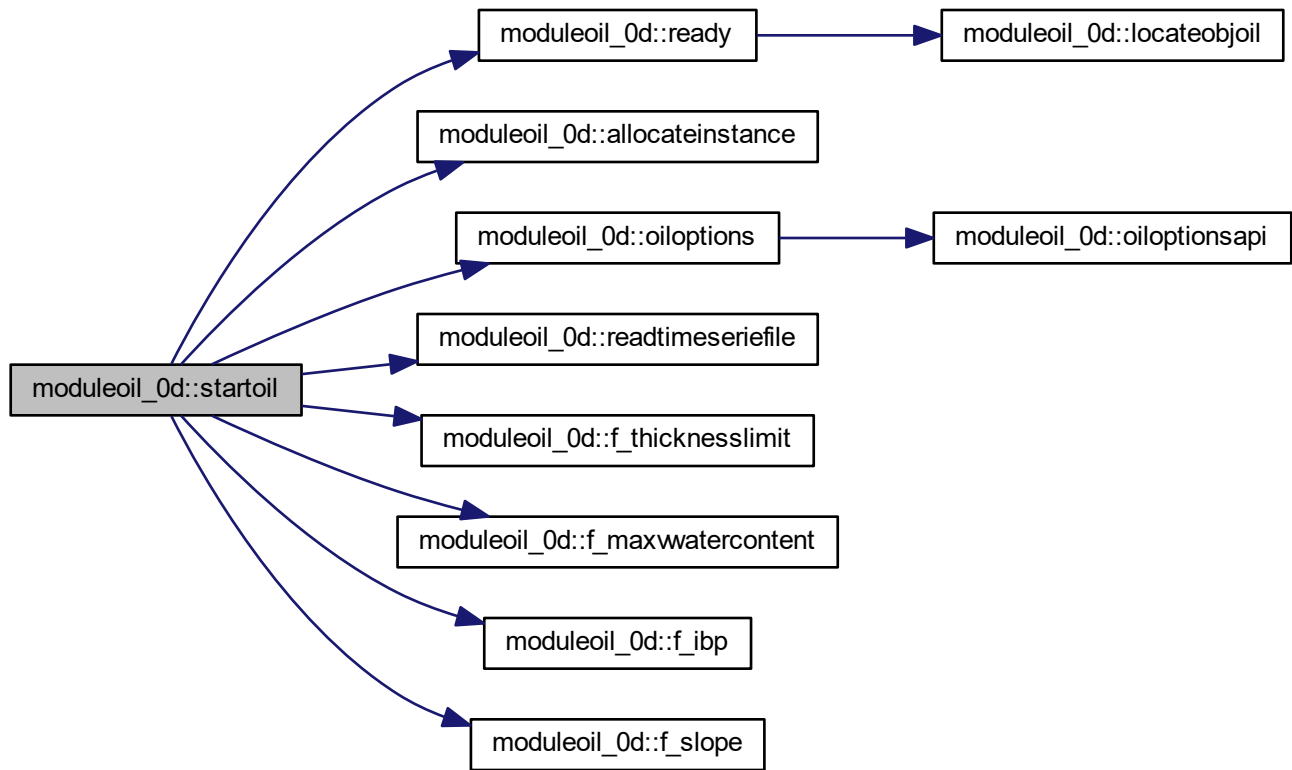 moduleoil_0d::ready
moduleoil_0d::locateobjoil
moduleoil_0d::allocateinstance
moduleoil_0d::oiloptions
moduleoil_0d::oiloptionsapi
moduleoil_0d::readtimeseriefile
moduleoil_0d::startoil
moduleoil_0d::f_thicknesslimit
moduleoil_0d::f_maxvwatercontent
moduleoil_0d::f_ibp
moduleoil_0d::f_slope